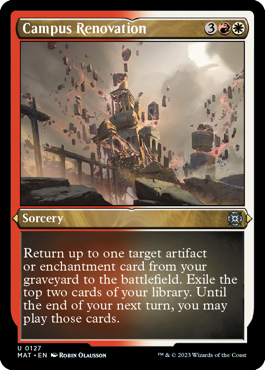 Campus Renovation 3
Sorcery
Return up to one target artifact
or enchantment card from your
graveyard to the battlefield. Exile the
top two cards of your library. Until
the end of your next turn, you may
play those cards.
U 0127
MAT • EN Robin Olausson ™ & © 2023 Wizards of the Coast